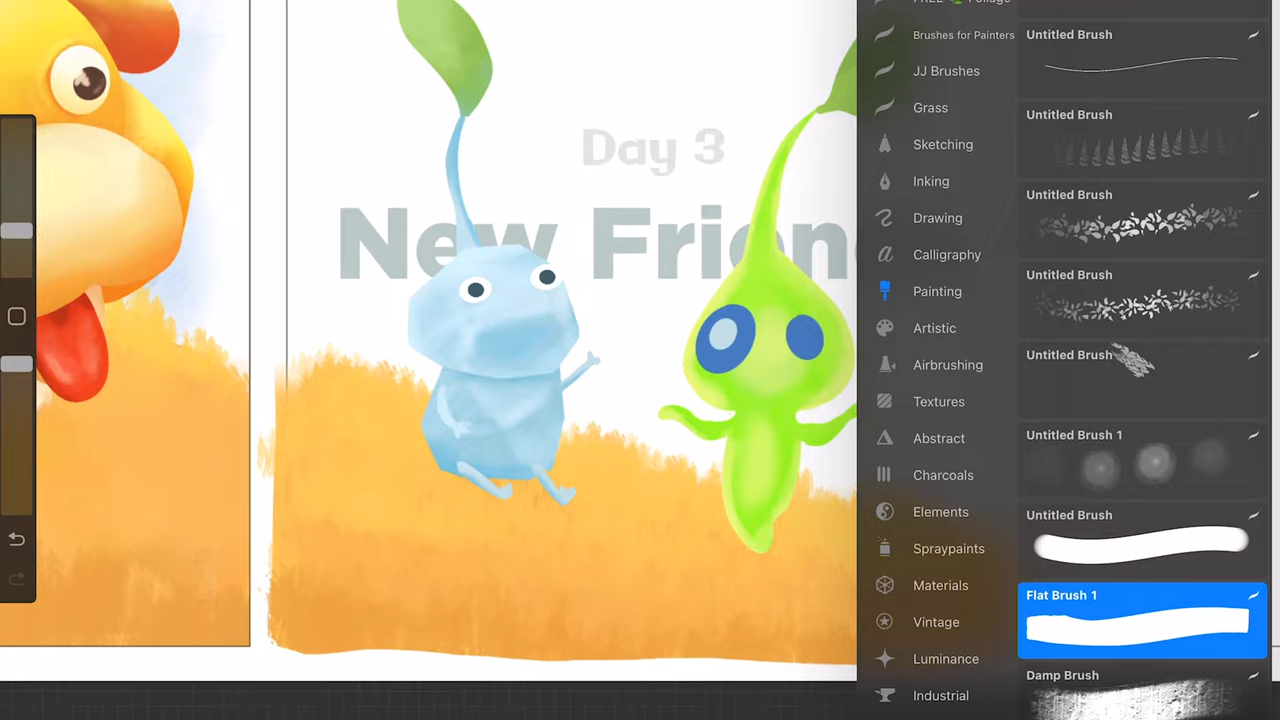 Day 3
New Frien
FREE 🌿 Foliage
Brushes for Painters
JJ Brushes
Grass
Sketching
Inking
Drawing
Calligraphy
Painting
Artistic
Airbrushing
Textures
Abstract
Charcoals
Elements
Spraypaints
Materials
Vintage
Luminance
Industrial
Untitled Brush
Untitled Brush
Untitled Brush
Untitled Brush
Untitled Brush
Untitled Brush 1
Untitled Brush
Flat Brush 1
Damp Brush